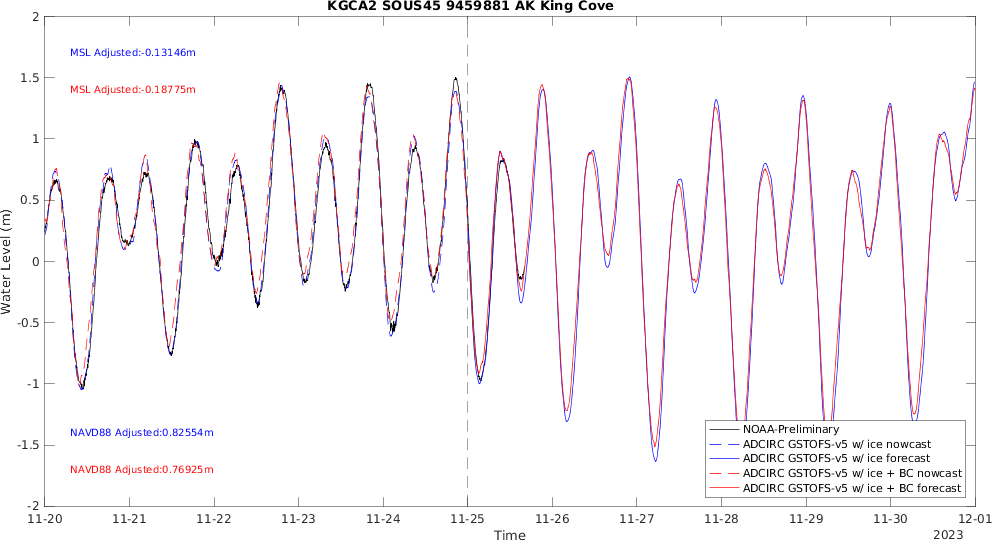 KGCA2 SOUS45 9459881 AK King Cove
MSL Adjusted:-0.13146m
MSL Adjusted:-0.18775m
NAVD88 Adjusted:0.82554m
NAVD88 Adjusted:0.76925m
Water Level (m)
2
1.5
1
0.5
0
-0.5
-1
-1.5
-2
NOAA-Preliminary
ADCIRC GSTOFS-v5 w/ ice nowcast
ADCIRC GSTOFS-v5 w/ ice forecast
ADCIRC GSTOFS-v5 w/ ice + BC nowcast
ADCIRC GSTOFS-v5 w/ ice + BC forecast
11-20 11-21 11-22 11-23 11-24 11-25 11-26 11-27 11-28 11-29 11-30 12-01
Time
2023